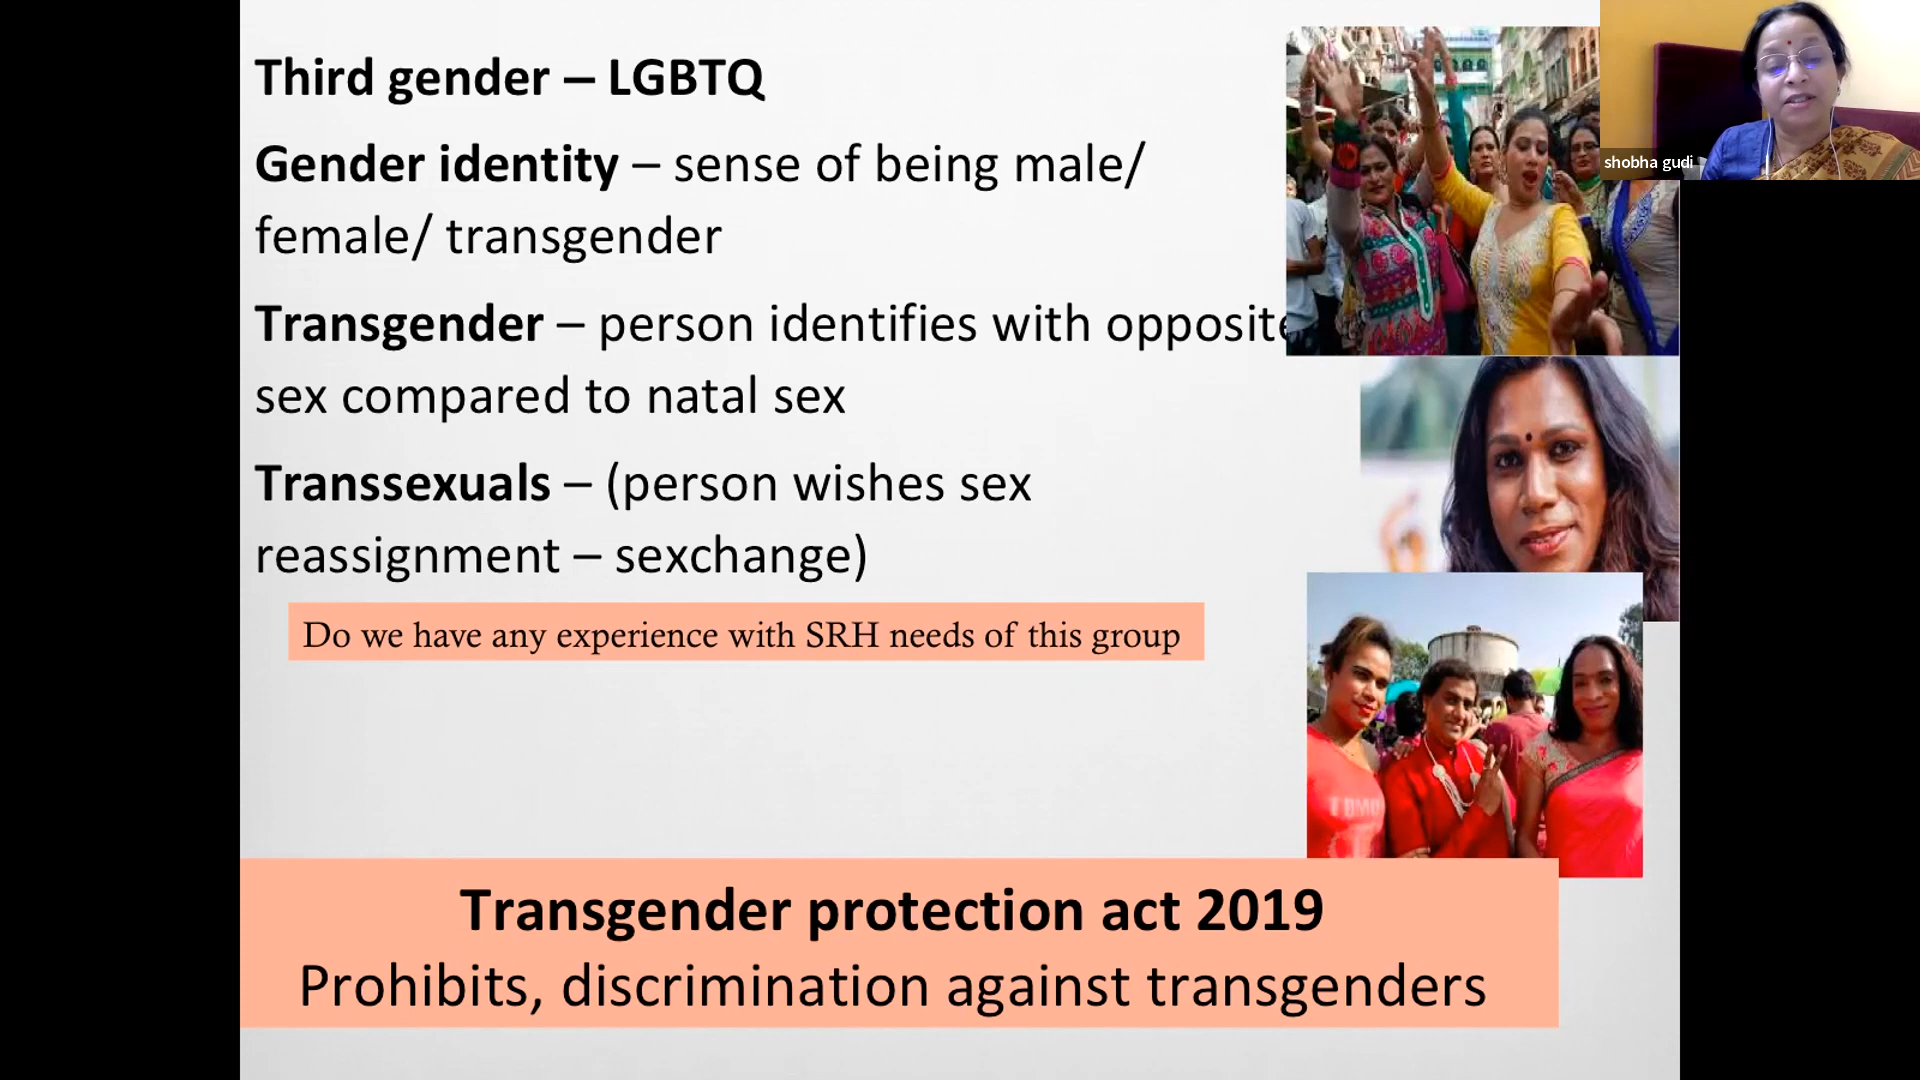 Third gender – LGBTQ
Gender identity – sense of being male/
female/ transgender
Transgender – person identifies with opposite
sex compared to natal sex
Transsexuals – (person wishes sex
reassignment – sexchange)
Do we have any experience with SRH needs of this group
Transgender protection act 2019
Prohibits, discrimination against transgenders
shobha gudi